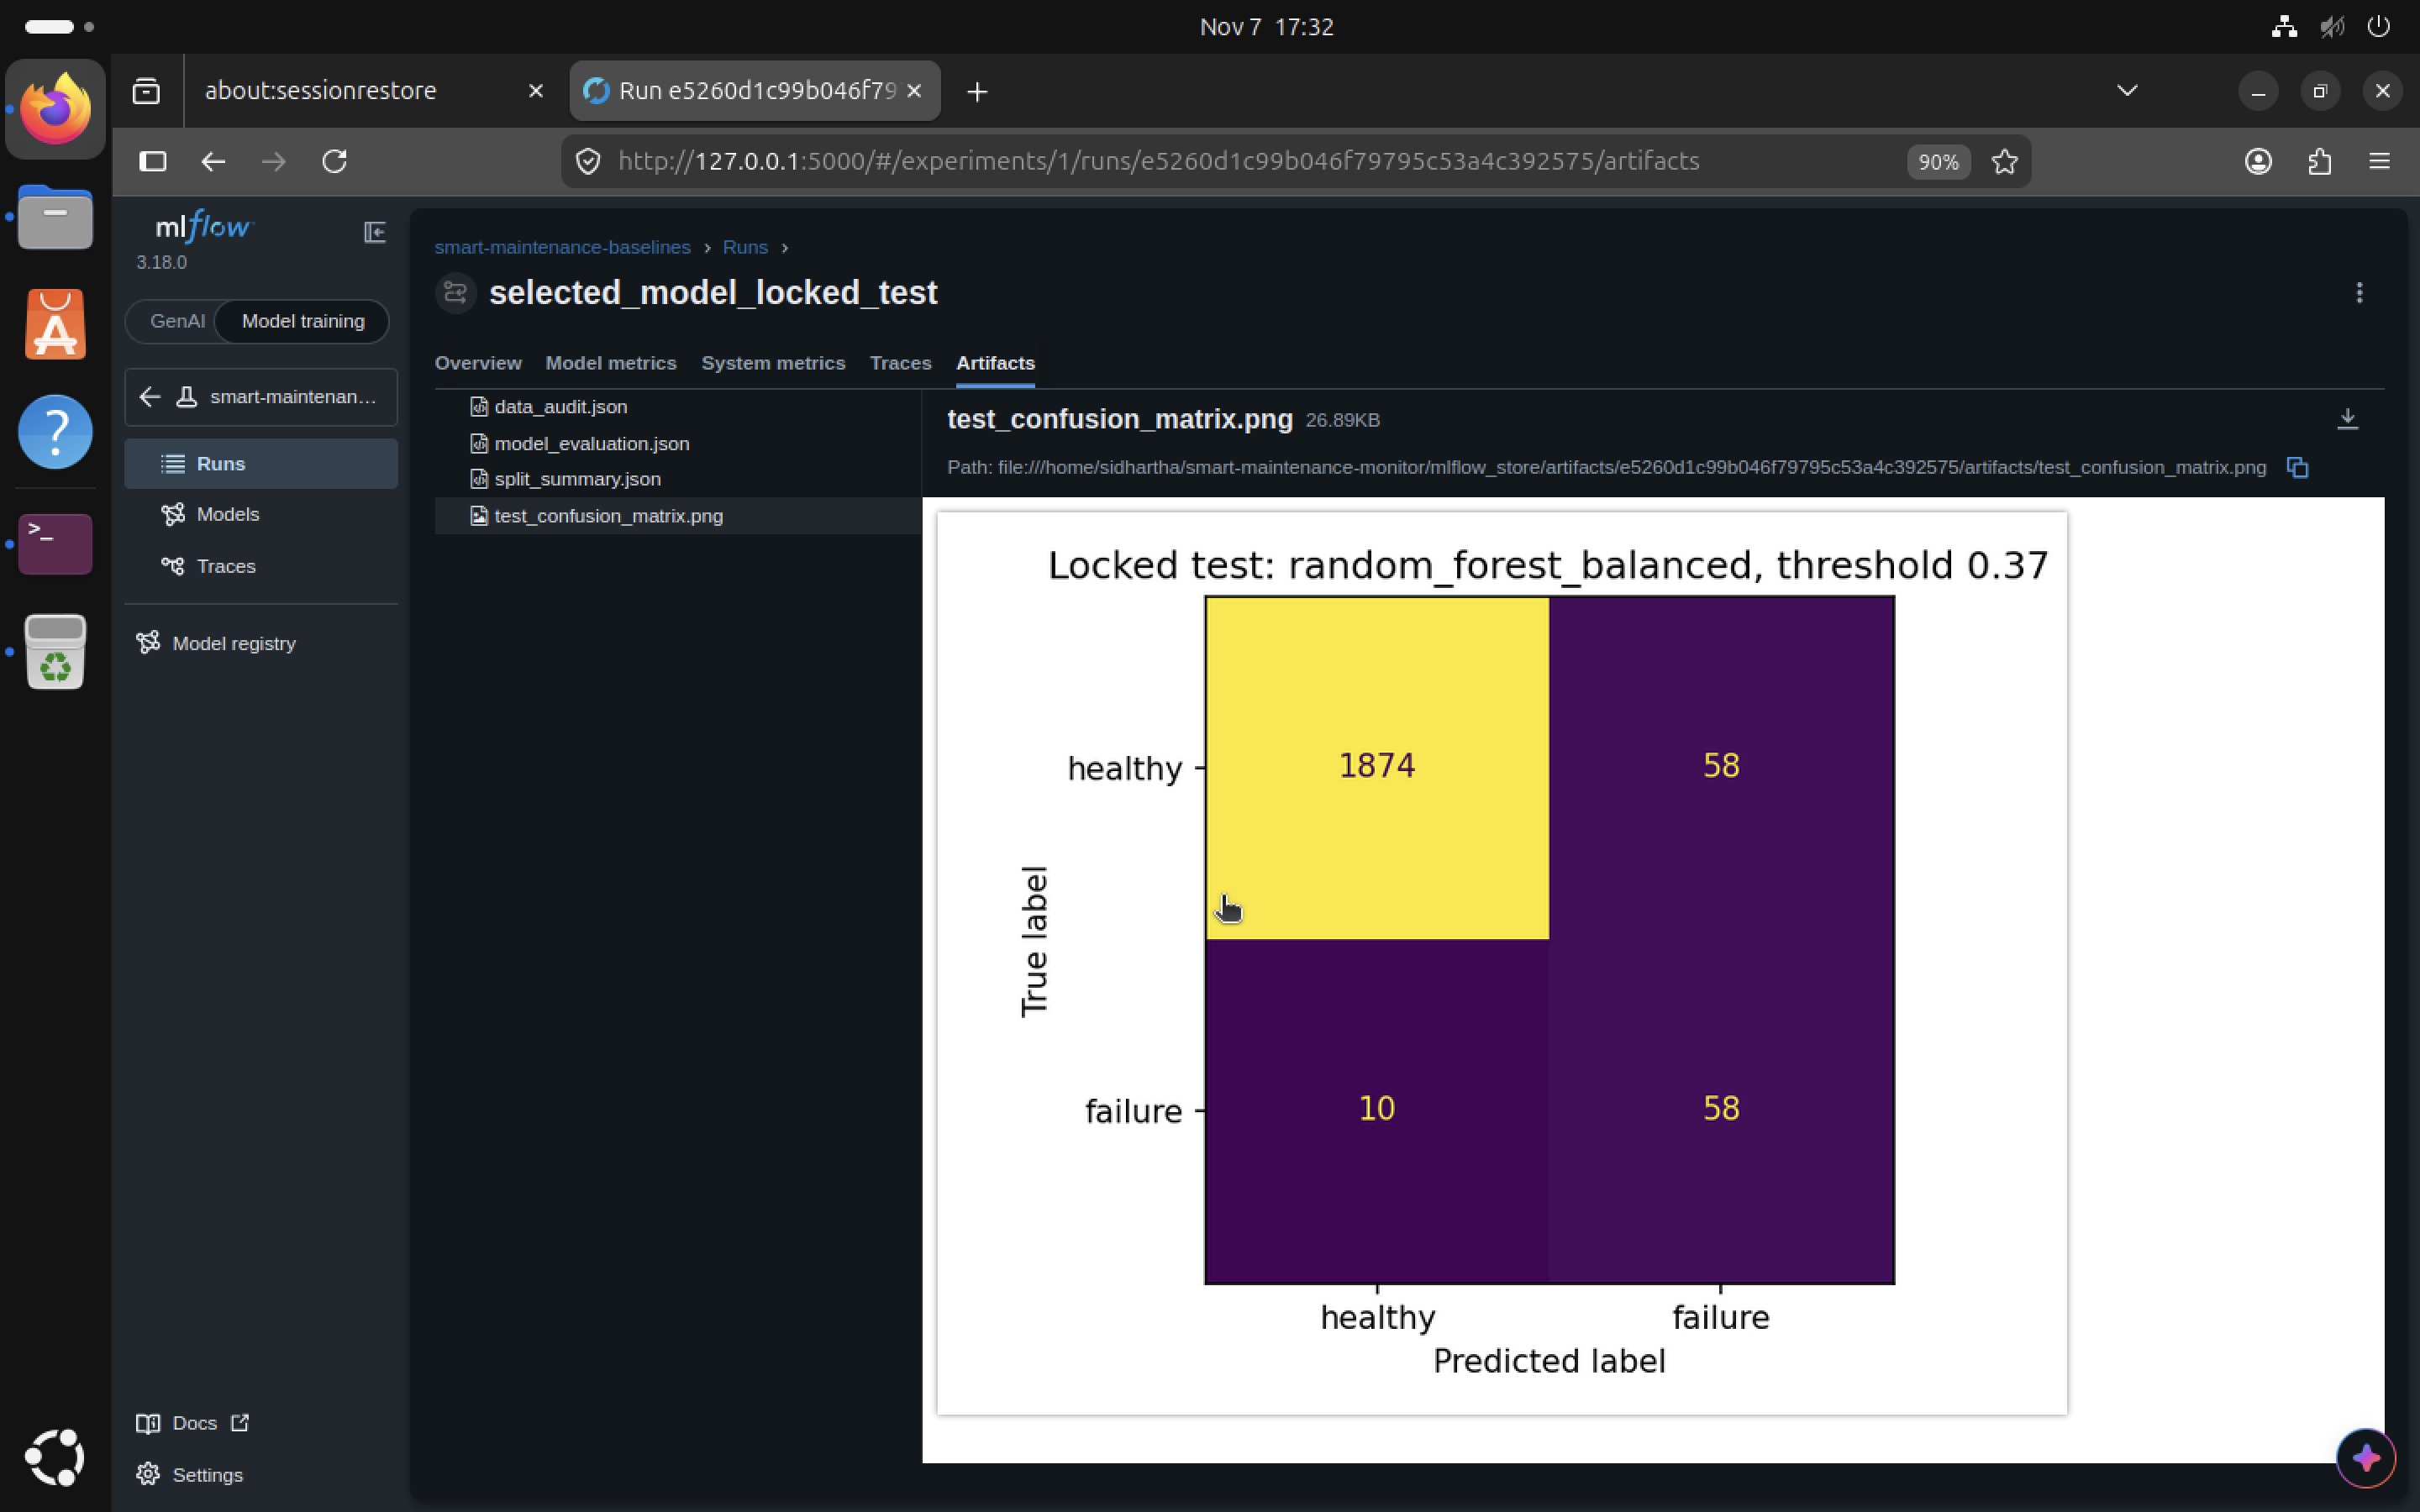 Nov 7 17:32
about:sessionrestore
Run e5260d1c99b046f79
http://127.0.0.1:5000/#/experiments/1/runs/e5260d1c99b046f79795c53a4c392575/artifacts
90%
mlflow
3.18.0
GenAI
Model training
smart-maintenan...
Runs
Models
Traces
Model registry
Docs
Settings
smart-maintenance-baselines > Runs >
selected_model_locked_test
Overview Model metrics System metrics Traces Artifacts
data_audit.json
model_evaluation.json
split_summary.json
test_confusion_matrix.png
test_confusion_matrix.png 26.89KB
Path: file:///home/sidhartha/smart-maintenance-monitor/mlflow_store/artifacts/e5260d1c99b046f79795c53a4c392575/artifacts/test_confusion_matrix.png
Locked test: random_forest_balanced, threshold 0.37
healthy
1874
58
True label
failure
10
58
healthy
failure
Predicted label